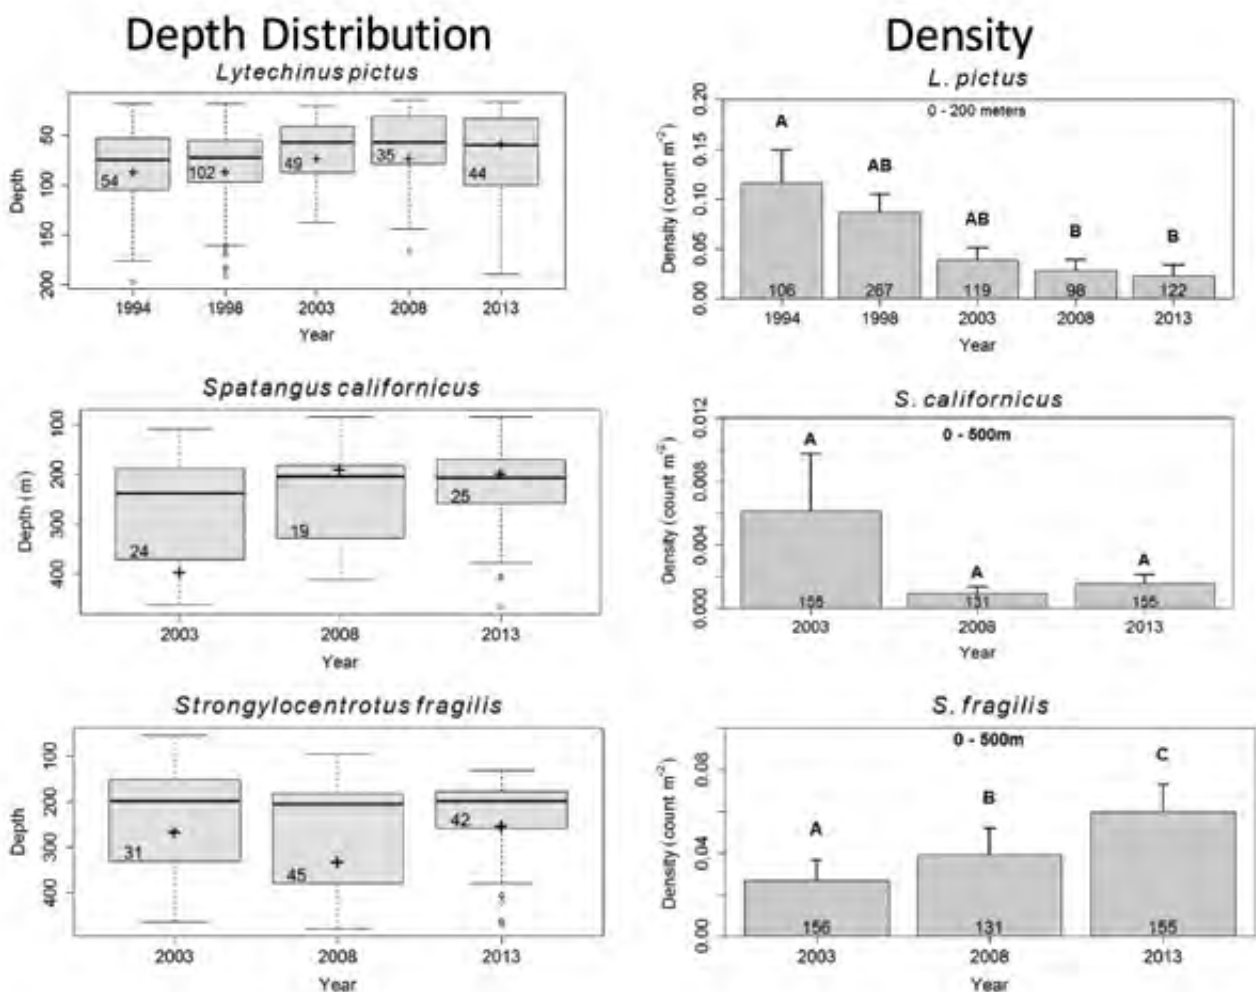 Depth Distribution
Density
Lytechinus pictus
Depth
50
100
150
200
54
102
49
35
44
1994
1998
2003
2008
2013
Year
L. pictus
0 - 200 meters
Density (count m⁻²)
0.00
0.05
0.10
0.15
0.20
A
AB
AB
B
B
106
267
119
98
122
1994
1998
2003
2008
2013
Year
Spatangus californicus
Depth (m)
100
200
300
400
24
19
25
2003
2008
2013
Year
S. californicus
0 - 500m
Density (count m⁻²)
0.000
0.004
0.008
0.012
A
A
A
155
131
155
2003
2008
2013
Year
Strongylocentrotus fragilis
Depth
100
200
300
400
31
45
42
2003
2008
2013
Year
S. fragilis
0 - 500m
Density (count m⁻²)
0.00
0.04
0.08
A
B
C
156
131
155
2003
2008
2013
Year